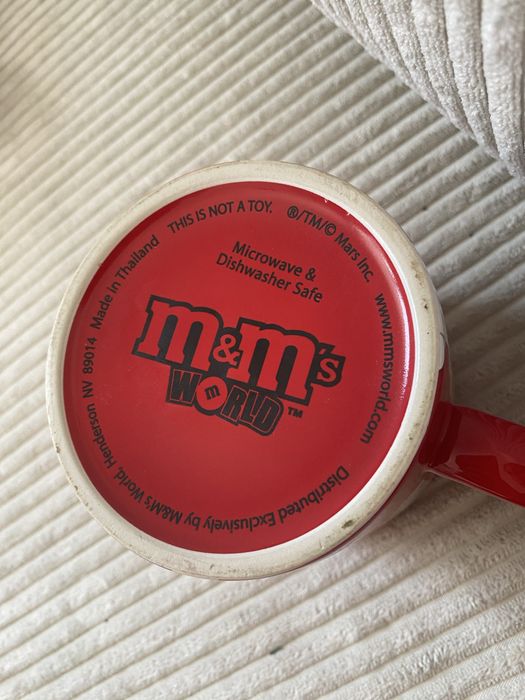 THIS IS NOT A TOY. ®/TM/© Mars Inc. www.mmsworld.com
Microwave &
Dishwasher Safe
m&m's
WORLD™
Distributed Exclusively by M&M's World, Henderson NV 89014 Made in Thailand